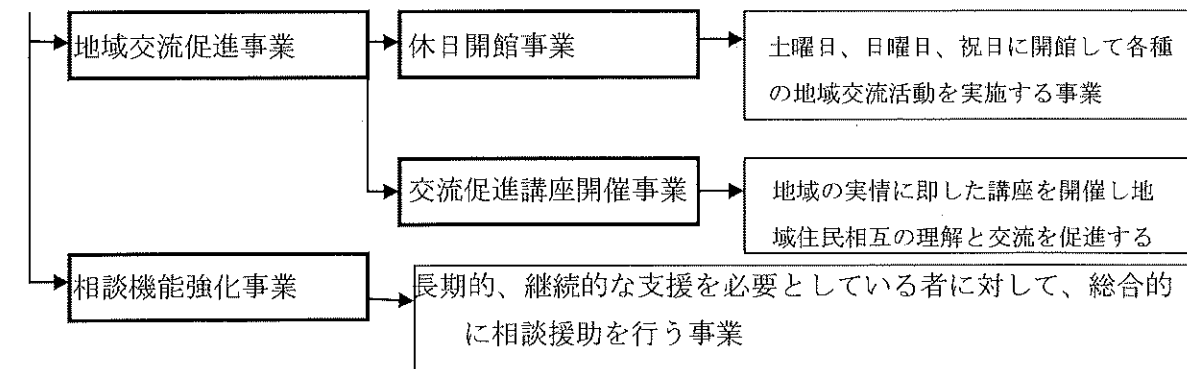 地域交流促進事業
休日開館事業
土曜日、日曜日、祝日に開館して各種
の地域交流活動を実施する事業
交流促進講座開催事業
地域の実情に即した講座を開催し地
域住民相互の理解と交流を促進する
相談機能強化事業
長期的、継続的な支援を必要としている者に対して、総合的
に相談援助を行う事業